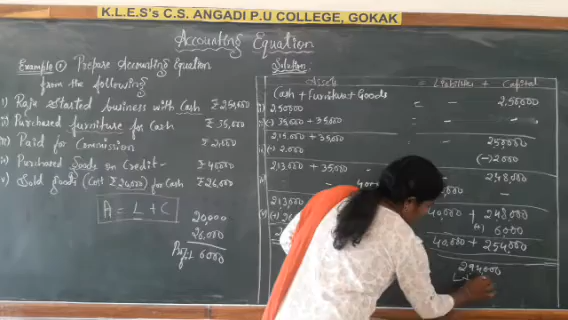 K.L.E.S's C.S. ANGADI P.U COLLEGE, GOKAK
Accounting Equation
Example ① Prepare Accounting Equation
from the following
i) Raja Started business with Cash ₹ 2,50,000
ii) Purchased furniture for Cash ₹ 35,000
iii) Paid for Commission ₹ 2,000
iv) Purchased Goods on Credit - ₹ 40,000
v) Sold goods (Cost ₹ 20,000) for Cash ₹ 26,000
A = L + C
20,000
26,000
Profit 6000
Solution:
Assets = Liabilities + Capital
Cash + Furniture + Goods
i) 2,50,000 = - 2,50,000
ii) (-) 35,000 + 35,000 = - -
2,15,000 + 35,000 - 250000
(-) 2,000 (-) 2000
2,13,000 + 35,000 248,000
213,000 40,000 + 248,000
(+) 6000
40,000 + 254,000
294000